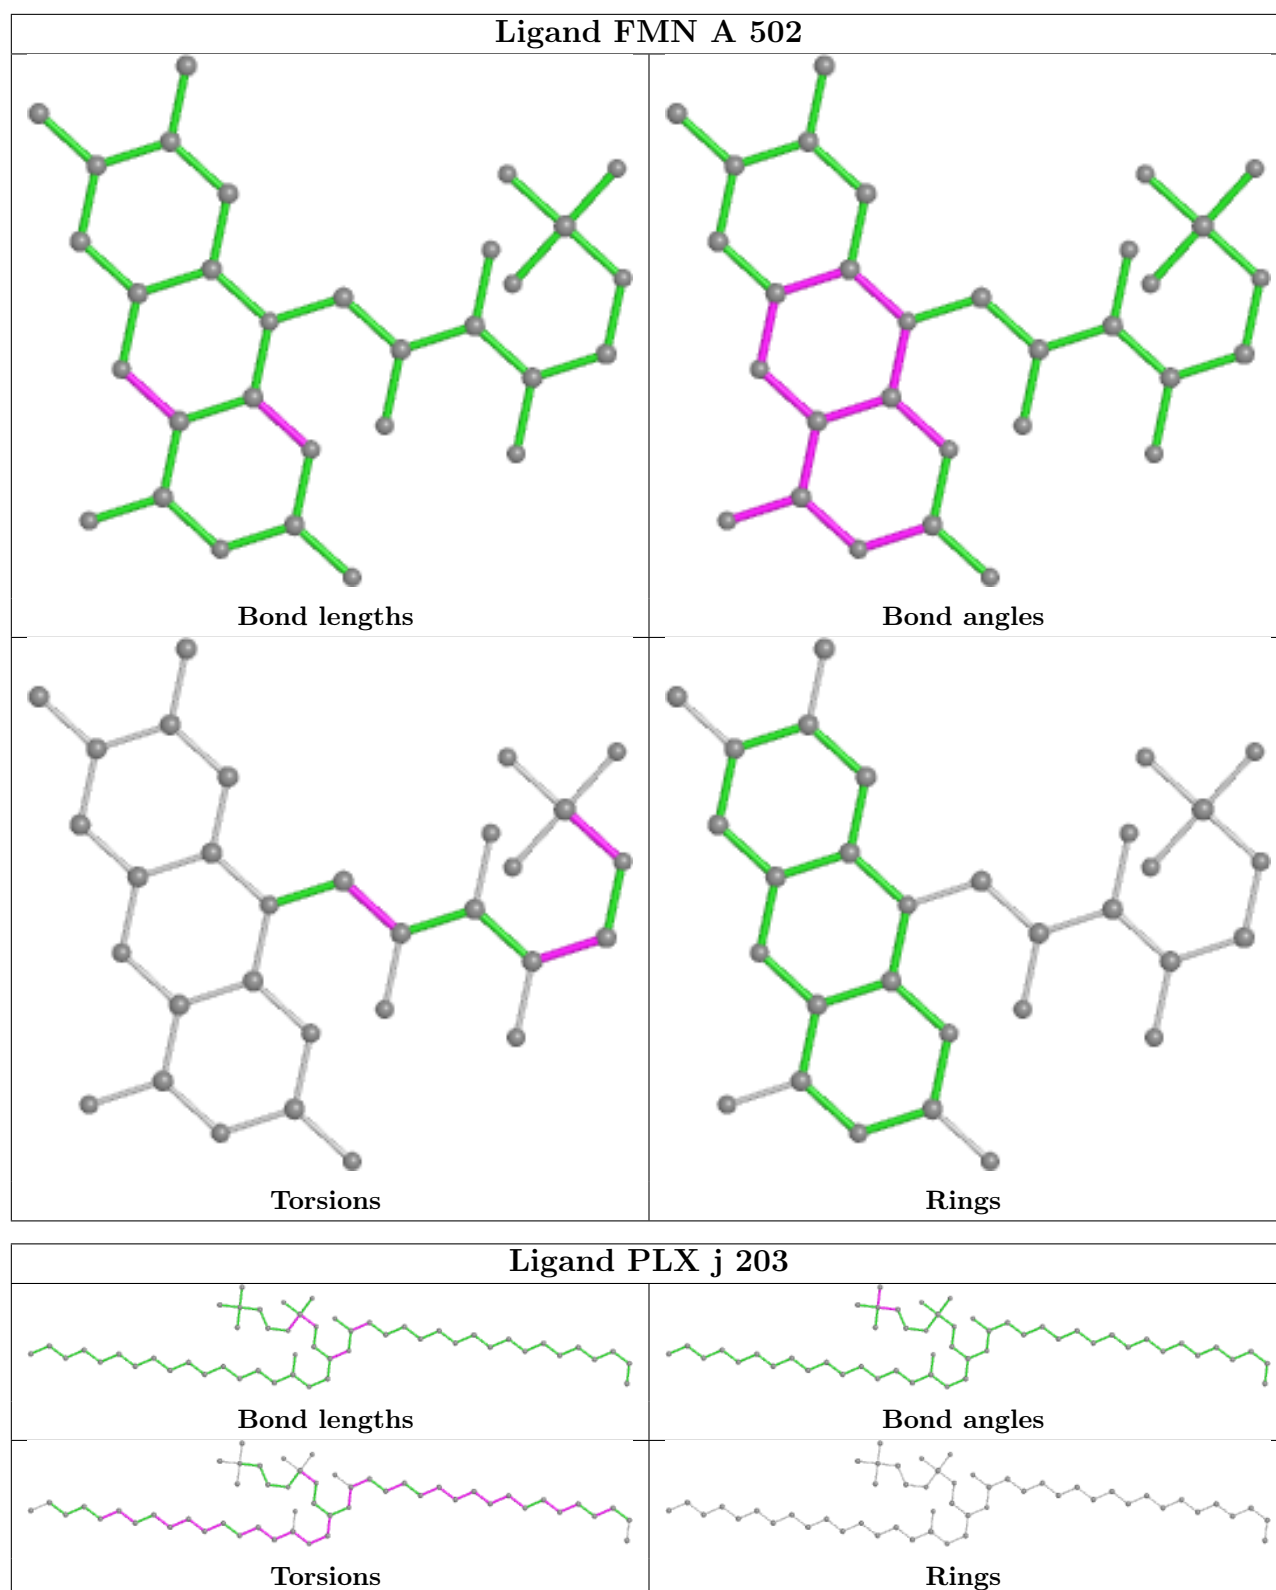 Ligand FMN A 502
Bond lengths
Bond angles
Torsions
Rings
Ligand PLX j 203
Bond lengths
Bond angles
Torsions
Rings